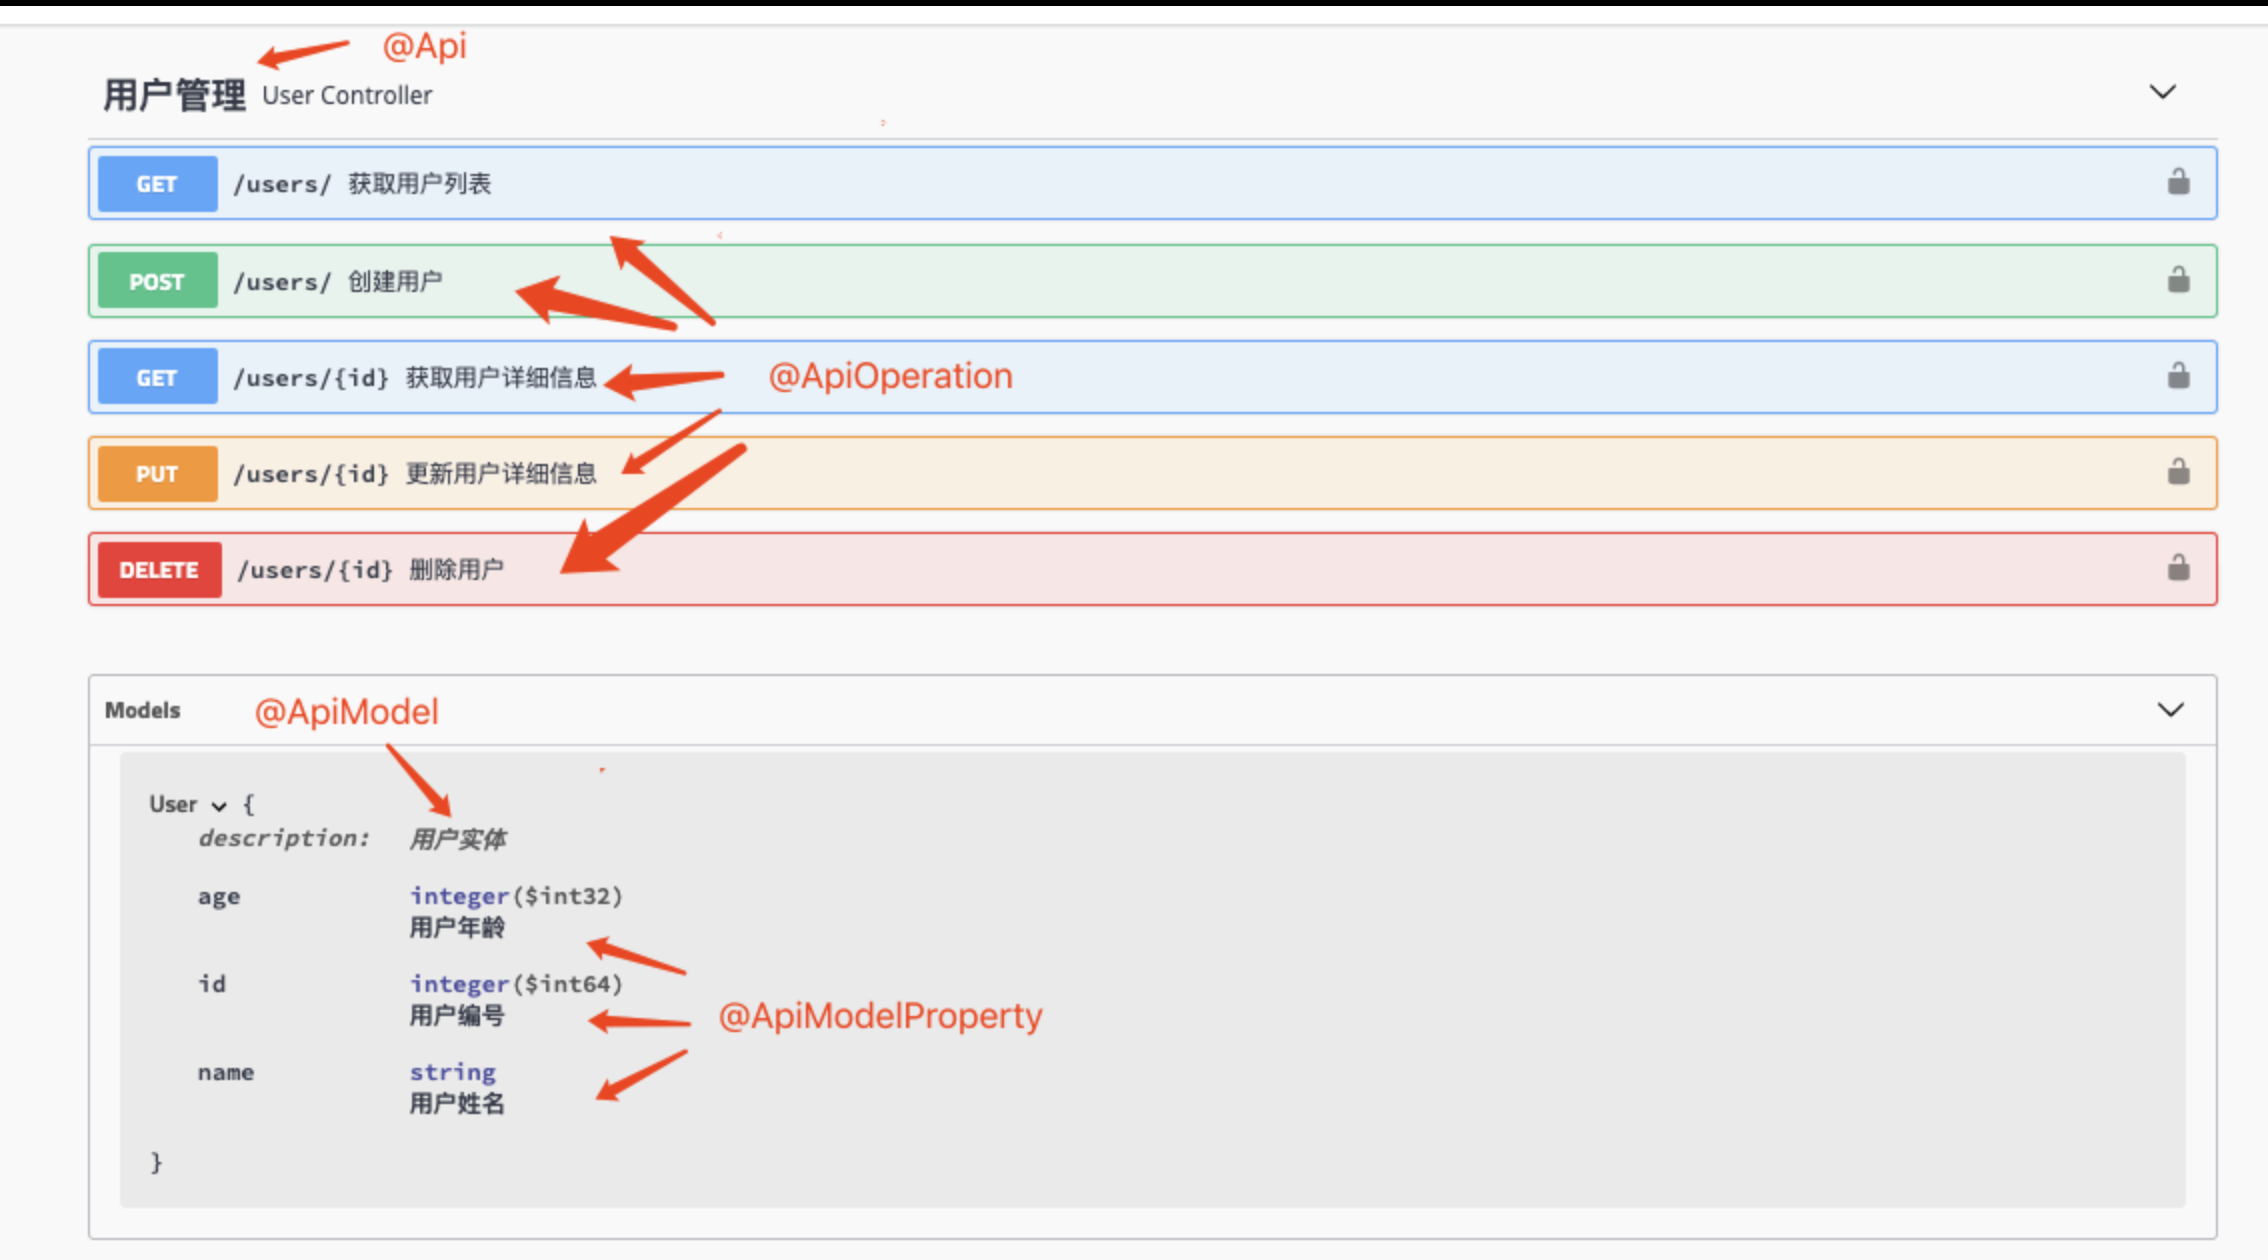 @Api
用户管理 User Controller
GET /users/ 获取用户列表
POST /users/ 创建用户
GET /users/{id} 获取用户详细信息 @ApiOperation
PUT /users/{id} 更新用户详细信息
DELETE /users/{id} 删除用户
Models @ApiModel
User {
description: 用户实体
age integer($int32)
用户年龄
id integer($int64)
用户编号 @ApiModelProperty
name string
用户姓名
}